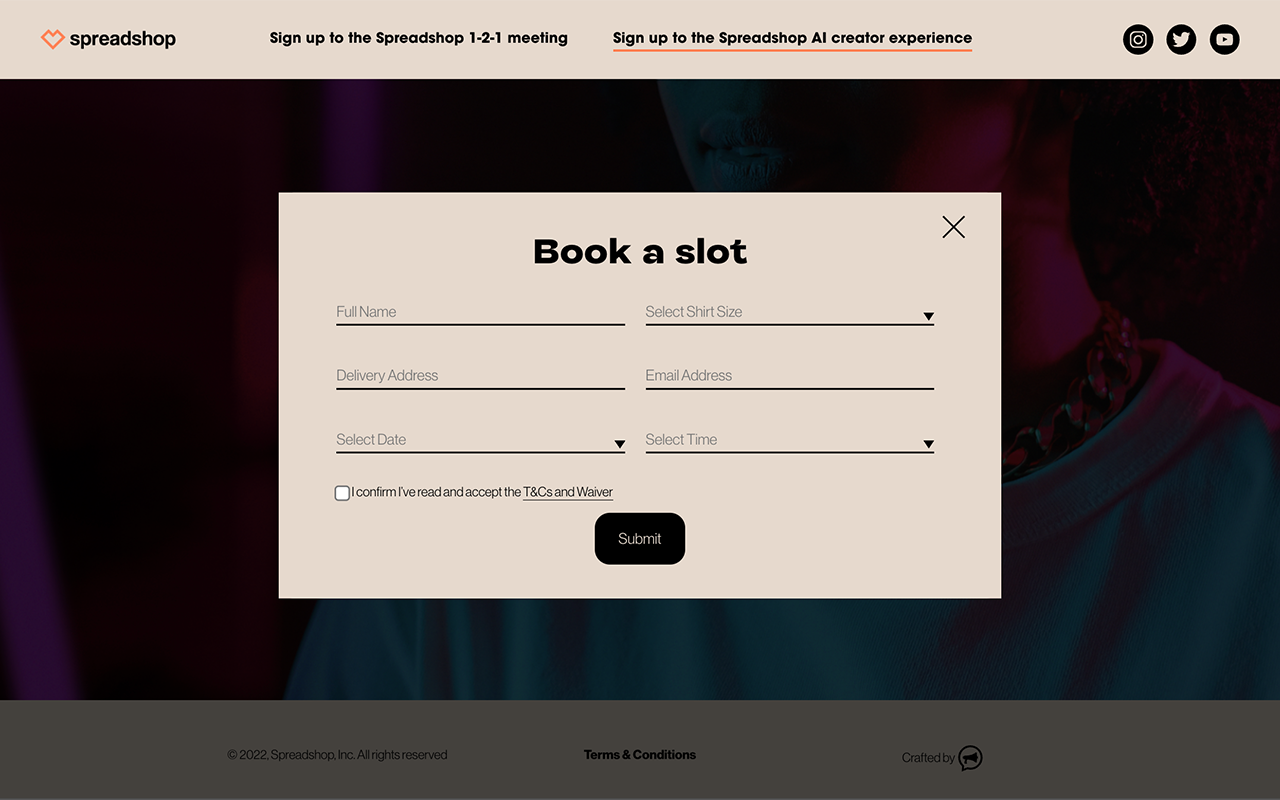 spreadshop
Sign up to the Spreadshop 1-2-1 meeting
Sign up to the Spreadshop AI creator experience
Book a slot
Full Name
Select Shirt Size
Delivery Address
Email Address
Select Date
Select Time
I confirm I've read and accept the T&Cs and Waiver
Submit
© 2022, Spreadshop, Inc. All rights reserved
Terms & Conditions
Crafted by